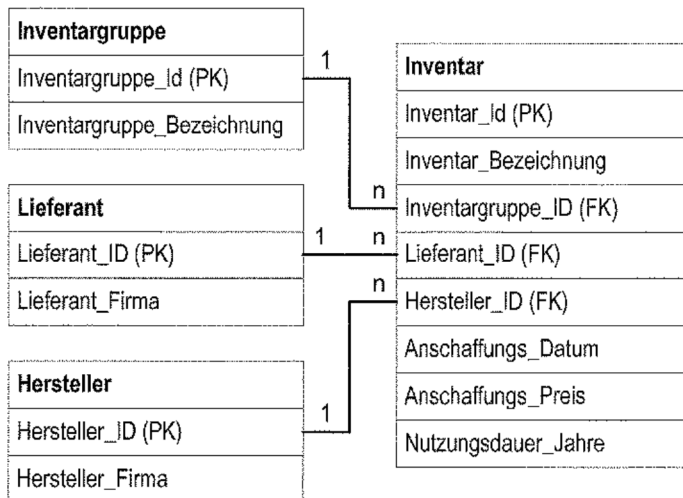 Inventargruppe
Inventargruppe_Id (PK)
Inventargruppe_Bezeichnung
1
Lieferant
Lieferant_ID (PK)
Lieferant_Firma
1
Hersteller
Hersteller_ID (PK)
Hersteller_Firma
1
Inventar
Inventar_Id (PK)
Inventar_Bezeichnung
n
Inventargruppe_ID (FK)
n
Lieferant_ID (FK)
n
Hersteller_ID (FK)
Anschaffungs_Datum
Anschaffungs_Preis
Nutzungsdauer_Jahre